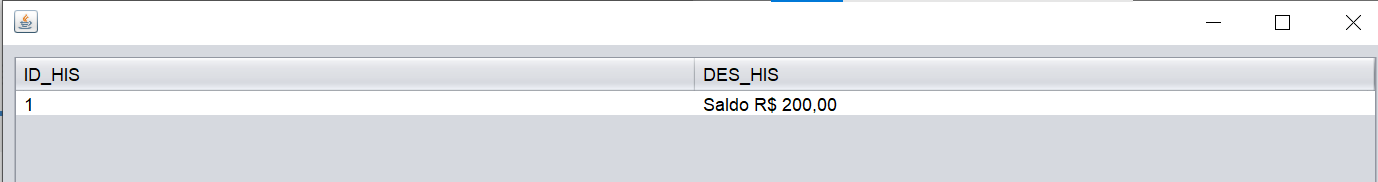 ID_HIS DES_HIS
1 Saldo R$ 200,00